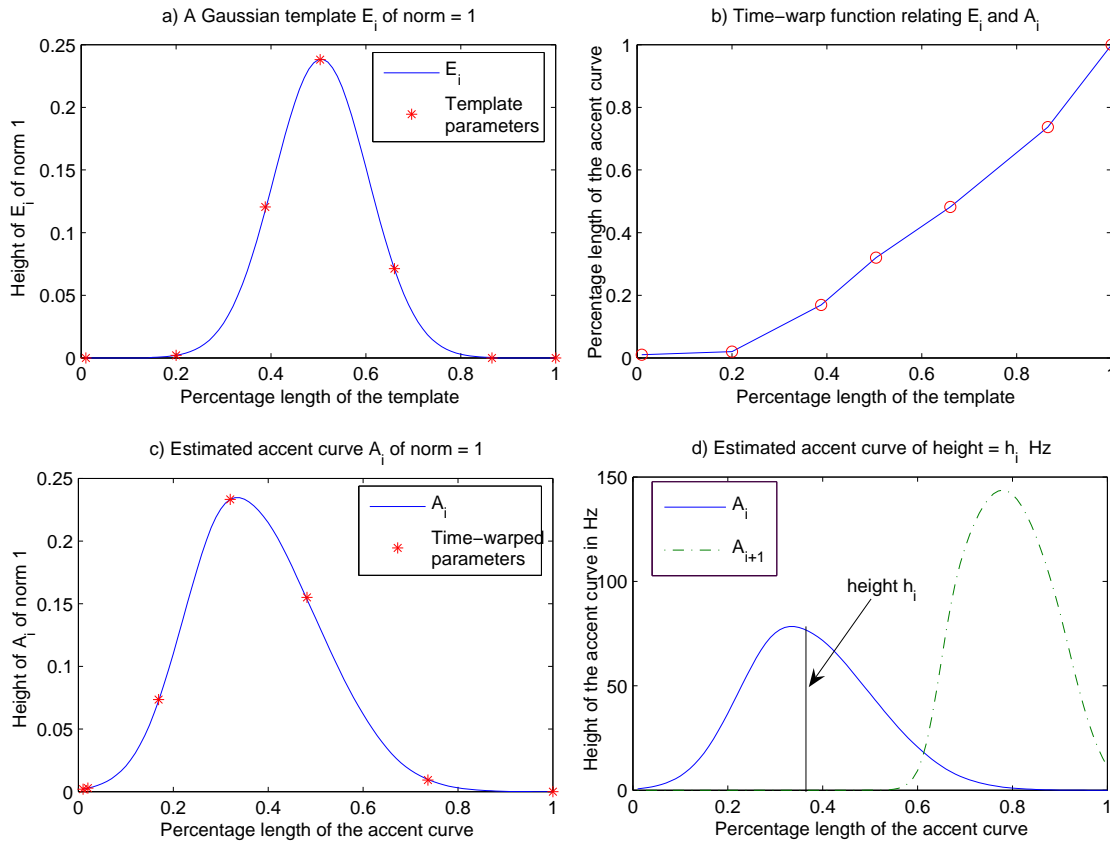 a) A Gaussian template E_i of norm = 1
0.25
0.2
0.15
0.1
0.05
0
0 0.2 0.4 0.6 0.8 1
Height of E_i of norm 1
Percentage length of the template
E_i
Template
parameters
b) Time−warp function relating E_i and A_i
1
0.8
0.6
0.4
0.2
0
0 0.2 0.4 0.6 0.8 1
Percentage length of the accent curve
Percentage length of the template
c) Estimated accent curve A_i of norm = 1
0.25
0.2
0.15
0.1
0.05
0
0 0.2 0.4 0.6 0.8 1
Height of A_i of norm 1
Percentage length of the accent curve
A_i
Time−warped
parameters
d) Estimated accent curve of height = h_i Hz
150
100
50
0
0 0.2 0.4 0.6 0.8 1
Height of the accent curve in Hz
Percentage length of the accent curve
A_i
A_{i+1}
height h_i